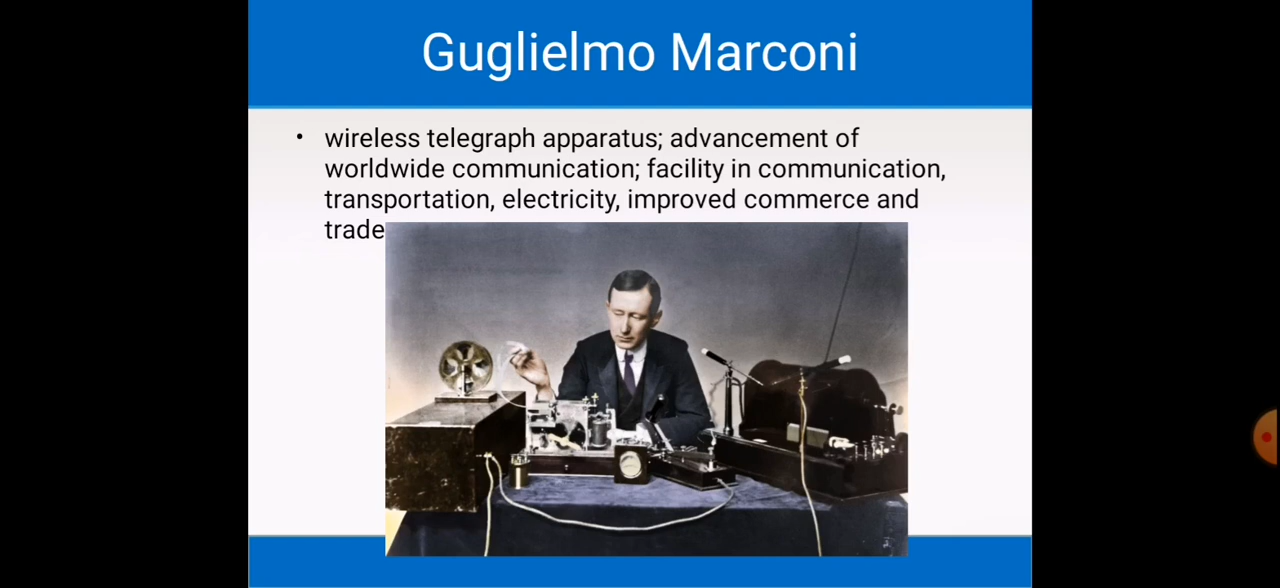 Guglielmo Marconi
• wireless telegraph apparatus; advancement of
worldwide communication; facility in communication,
transportation, electricity, improved commerce and
trade